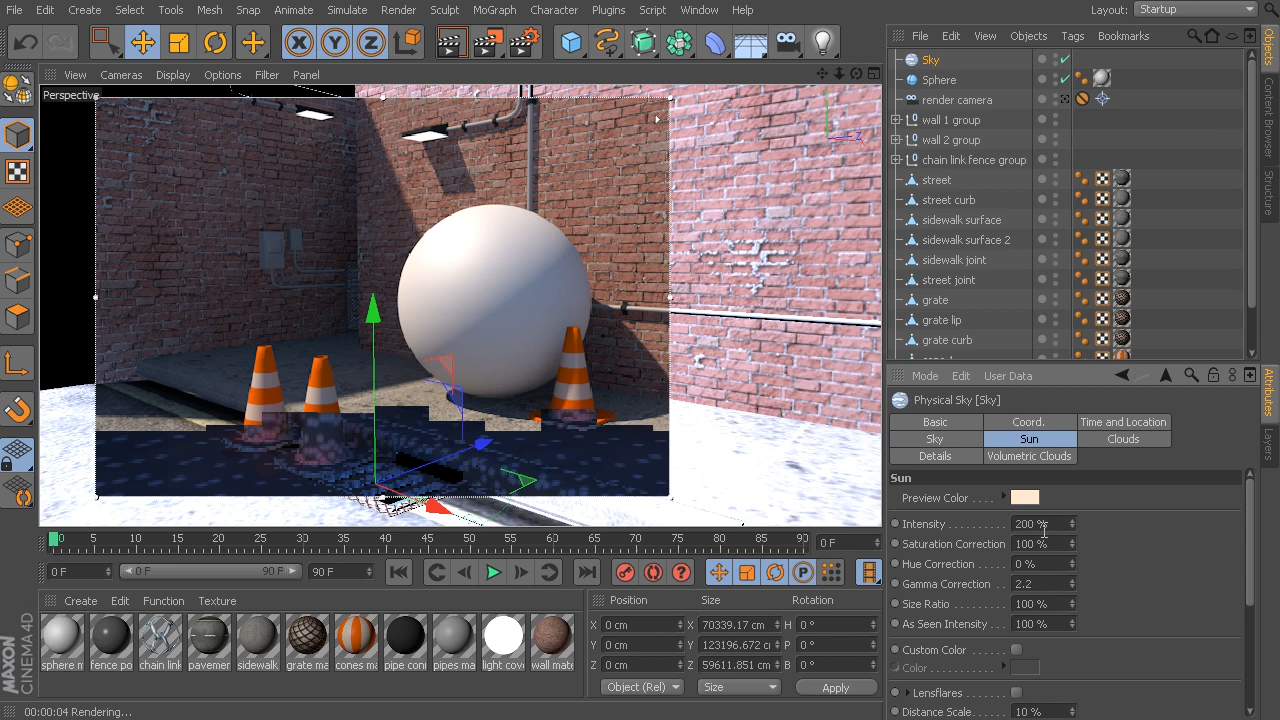 File Edit Create Select Tools Mesh Snap Animate Simulate Render Sculpt MoGraph Character Plugins Script Window Help
Layout: Startup
View Cameras Display Options Filter Panel
Perspective
Z
File Edit View Objects Tags Bookmarks
Sky
Sphere
render camera
wall 1 group
wall 2 group
chain link fence group
street
street curb
sidewalk surface
sidewalk surface 2
sidewalk joint
street joint
grate
grate lip
grate curb
Objects
Content Browser
Structure
Mode Edit User Data
Physical Sky [Sky]
Basic Coord. Time and Location
Sky Sun Clouds
Details Volumetric Clouds
Sun
Preview Color
Intensity 200 %
Saturation Correction 100 %
Hue Correction 0 %
Gamma Correction 2.2
Size Ratio 100 %
As Seen Intensity 100 %
Custom Color
Color
Lensflares
Distance Scale 10 %
Attributes
Layers
0 5 10 15 20 25 30 35 40 45 50 55 60 65 70 75 80 85 90 0 F
0 F 0 F 90 F 90 F
Create Edit Function Texture
sphere m fence po chain link pavemer sidewalk grate ma cones ma pipe conn pipes ma light cove wall mate
Position Size Rotation
X 0 cm X 70339.17 cm H 0 °
Y 0 cm Y 123196.672 c P 0 °
Z 0 cm Z 59611.851 cm B 0 °
Object (Rel) Size Apply
MAXON
CINEMA 4D
00:00:04 Rendering...